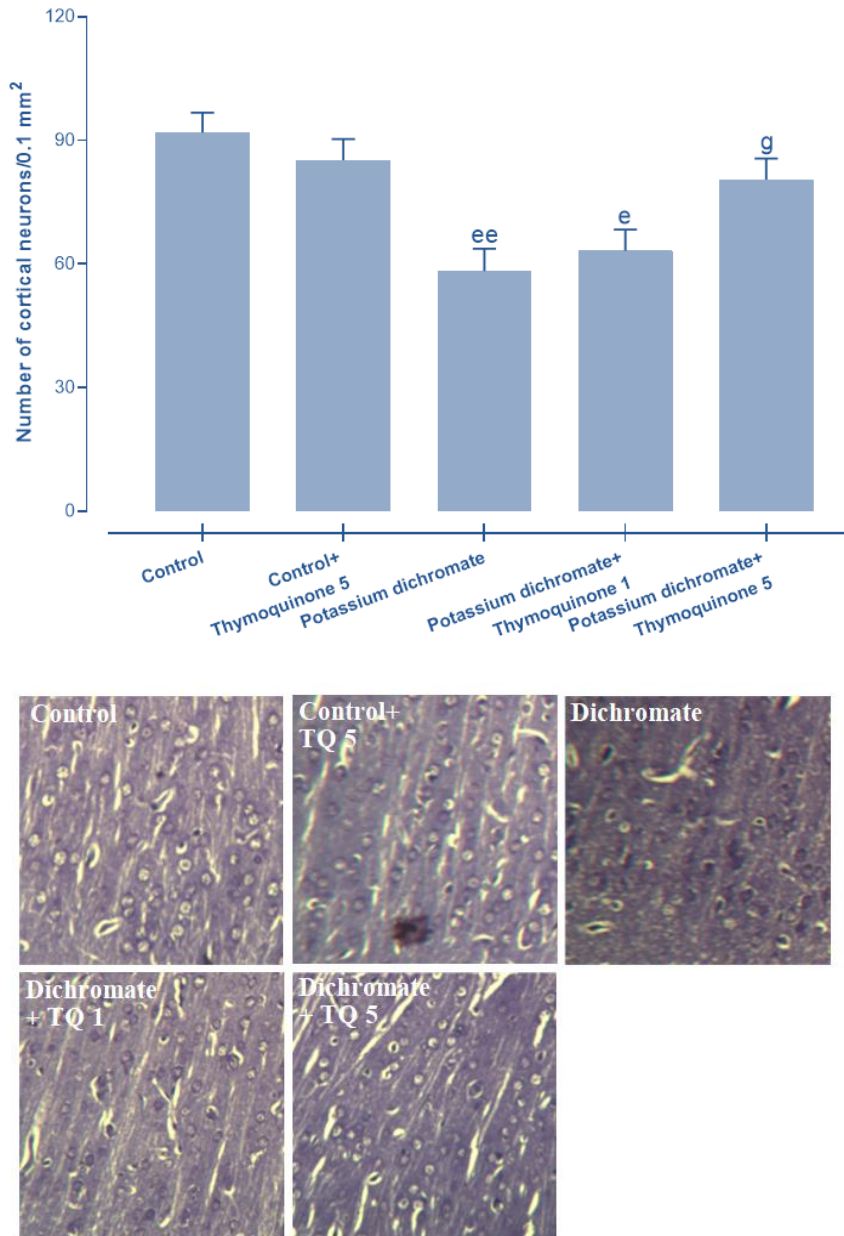 120
90
60
30
0
Number of cortical neurons/0.1 mm²
ee
e
g
Control
Control+
Thymoquinone 5
Potassium dichromate
Potassium dichromate+
Thymoquinone 1
Potassium dichromate+
Thymoquinone 5
Control
Control+
TQ 5
Dichromate
Dichromate
+ TQ 1
Dichromate
+ TQ 5